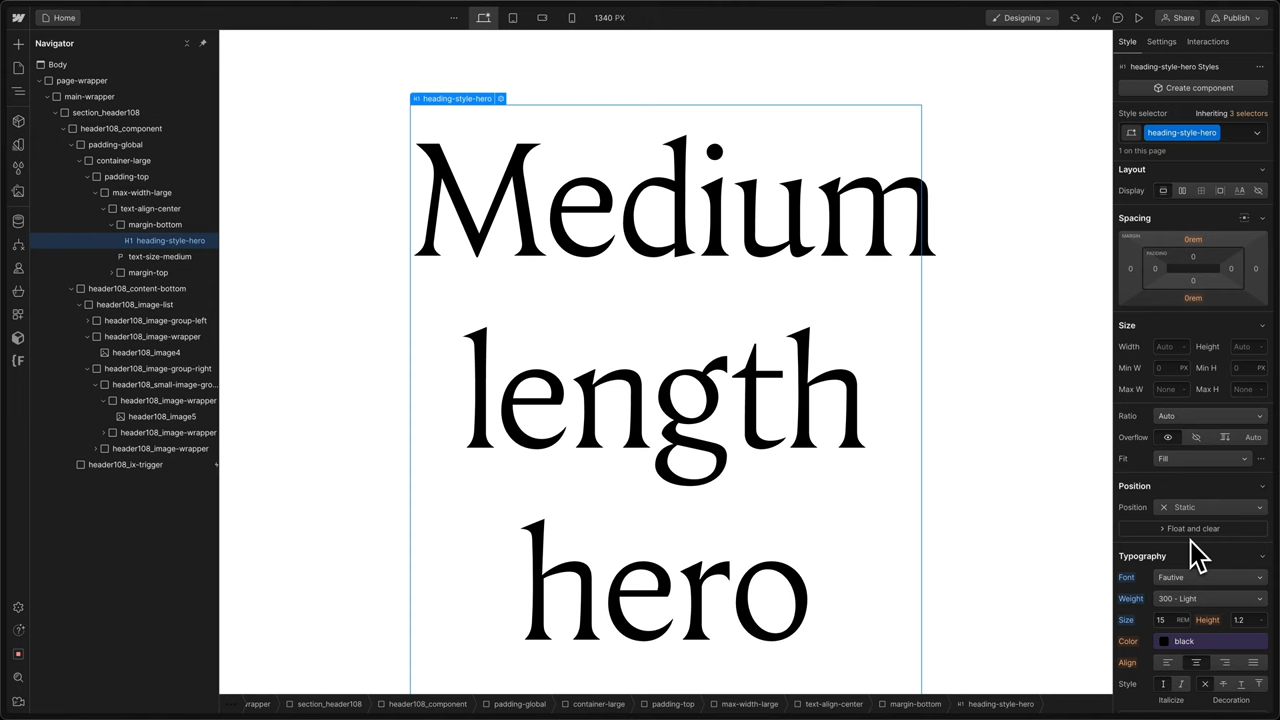 Home
1340 PX
Designing
Share
Publish
Navigator
Body
page-wrapper
main-wrapper
section_header108
header108_component
padding-global
container-large
padding-top
max-width-large
text-align-center
margin-bottom
H1 heading-style-hero
P text-size-medium
margin-top
header108_content-bottom
header108_image-list
header108_image-group-left
header108_image-wrapper
header108_image4
header108_image-group-right
header108_small-image-gro...
header108_image-wrapper
header108_image5
header108_image-wrapper
header108_image-wrapper
header108_ix-trigger
H1 heading-style-hero
Medium
length
hero
Style Settings Interactions
H1 heading-style-hero Styles
Create component
Style selector Inheriting 3 selectors
heading-style-hero
1 on this page
Layout
Display
Spacing
MARGIN 0rem
PADDING 0
0 0 0 0
0
0rem
Size
Width Auto - Height Auto -
Min W 0 PX Min H 0 PX
Max W None - Max H None -
Ratio Auto
Overflow Auto
Fit Fill
Position
Position Static
Float and clear
Typography
Font Fautive
Weight 300 - Light
Size 15 REM Height 1.2 -
Color black
Align
Style
Italicize Decoration
wrapper section_header108 header108_component padding-global container-large padding-top max-width-large text-align-center margin-bottom H1 heading-style-hero